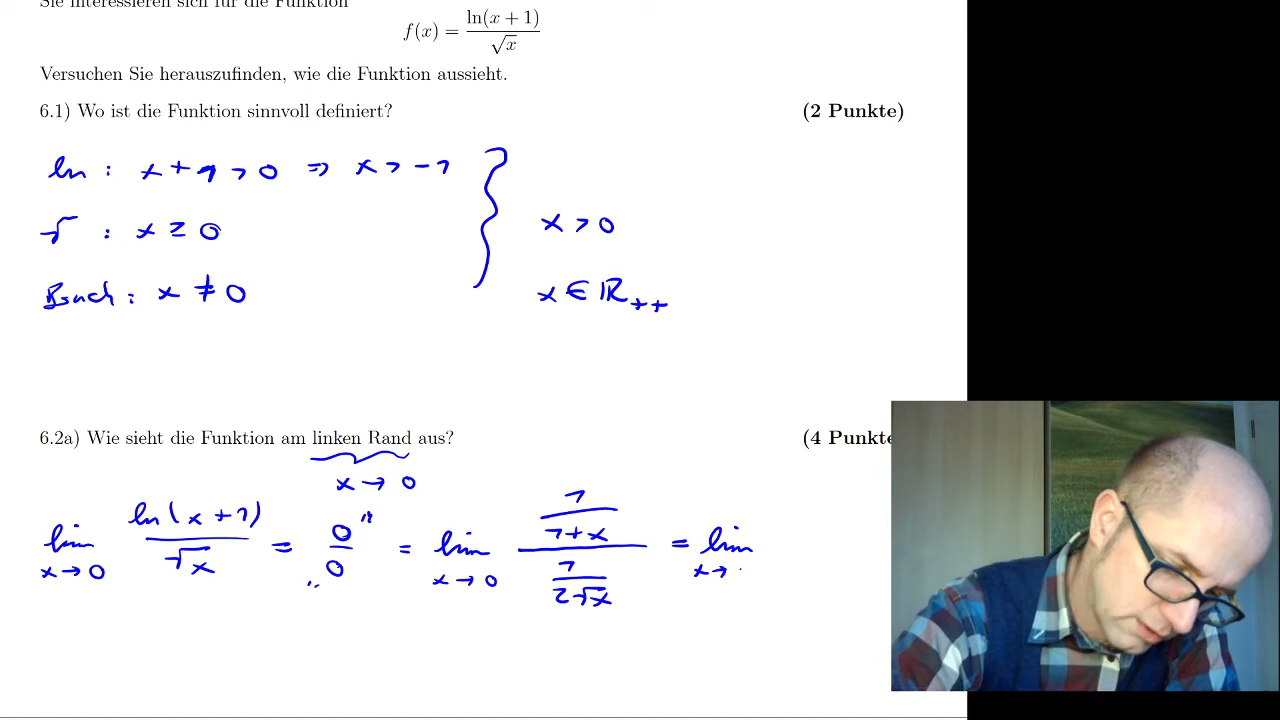 Sie interessieren sich für die Funktion
f(x) = ln(x + 1) / √x
Versuchen Sie herauszufinden, wie die Funktion aussieht.
6.1) Wo ist die Funktion sinnvoll definiert? (2 Punkte)
ln : x + 1 > 0 ⇒ x > -1
√ : x ≥ 0
x > 0
Bruch : x ≠ 0
x ∈ ℝ++
6.2a) Wie sieht die Funktion am linken Rand aus? (4 Punkte
x → 0
lim x→0 ln(x+1) / √x = „0/0" = lim x→0 (1/(1+x)) / (1/(2√x)) = lim x→